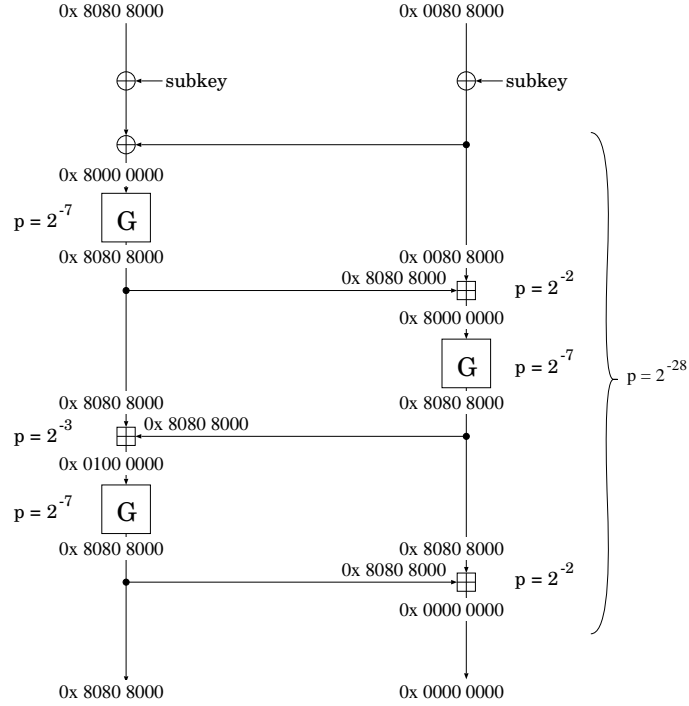 0x 8080 8000 0x 0080 8000
subkey subkey
0x 8000 0000
p = 2^-7 G
0x 8080 8000 0x 0080 8000
0x 8080 8000 p = 2^-2
0x 8000 0000
G p = 2^-7
p = 2^-28
0x 8080 8000 0x 8080 8000
0x 8080 8000
p = 2^-3
0x 0100 0000
p = 2^-7 G
0x 8080 8000 0x 8080 8000
0x 8080 8000 p = 2^-2
0x 0000 0000
0x 8080 8000 0x 0000 0000